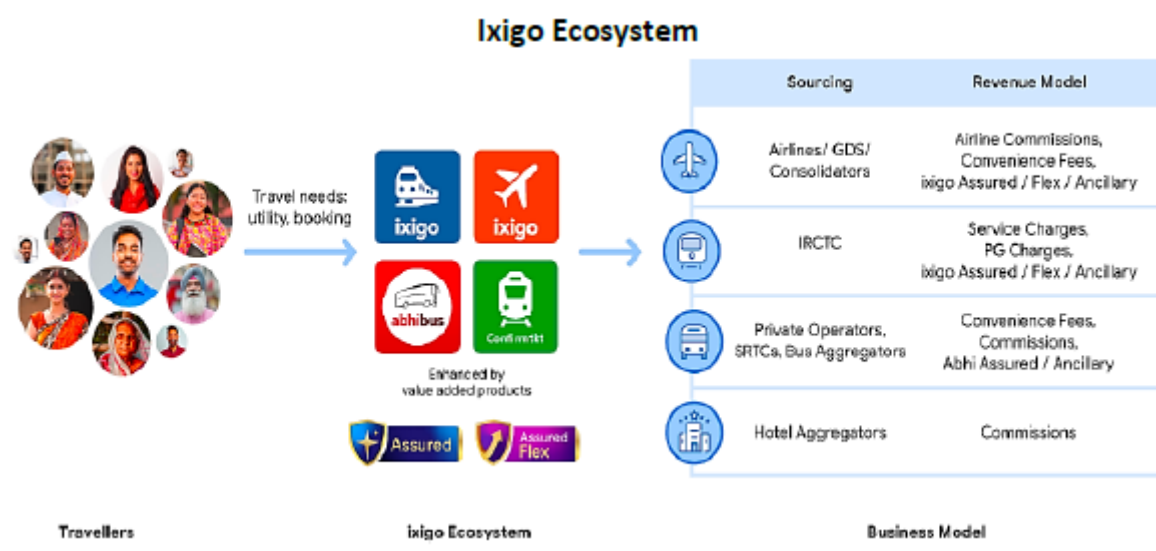 Ixigo Ecosystem
Travel needs:
utility, booking
ixigo
ixigo
abhibus
Confirmtkt
Enhanced by
value added products
Assured
Assured
Flex
Sourcing
Revenue Model
Airlines/ GDS/
Consolidators
Airline Commissions,
Convenience Fees,
ixigo Assured / Flex / Ancillary
IRCTC
Service Charges,
PG Charges,
ixigo Assured / Flex / Ancillary
Private Operators,
SRTCs, Bus Aggregators
Convenience Fees,
Commissions,
Abhi Assured / Ancillary
Hotel Aggregators
Commissions
Travellers
ixigo Ecosystem
Business Model